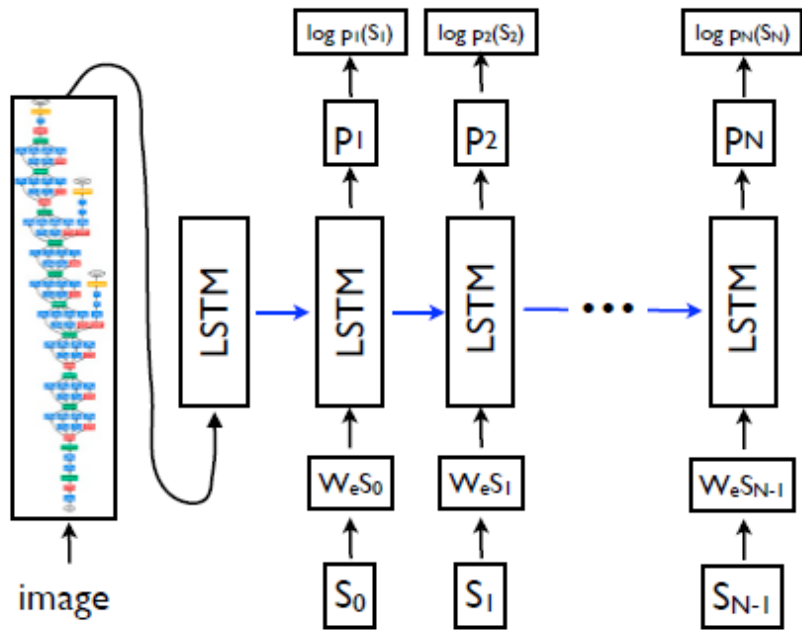 log p₁(S₁) log p₂(S₂) log pN(SN)
p₁ p₂ pN
LSTM LSTM LSTM ••• LSTM
WₑS₀ WₑS₁ WₑSN-1
image S₀ S₁ SN-1